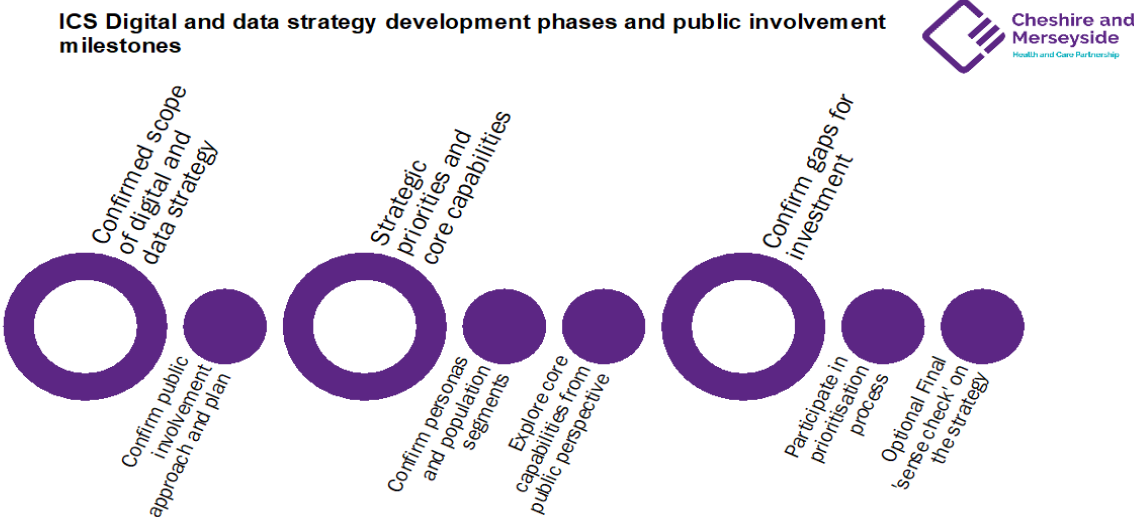 ICS Digital and data strategy development phases and public involvement
milestones
Cheshire and
Merseyside
Health and Care Partnership
Confirmed scope
of digital and
data strategy
Confirm public
involvement
approach and plan
Strategic
priorities and
core capabilities
Confirm personas
and population
segments
Explore core
capabilities from
public perspective
Confirm gaps for
investment
Participate in
prioritisation
process
Optional Final
'sense check' on
the strategy